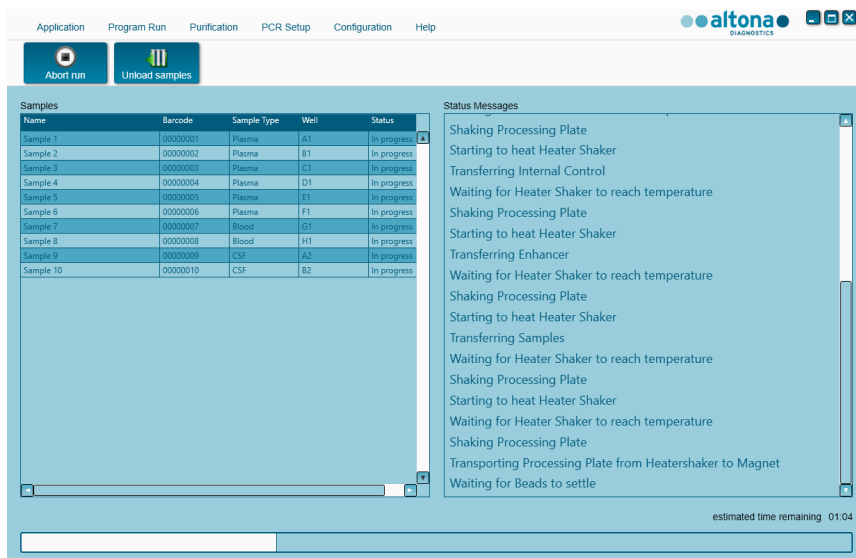 Application Program Run Purification PCR Setup Configuration Help
altona
DIAGNOSTICS
Abort run
Unload samples
Samples
Name Barcode Sample Type Well Status
Sample 1 00000001 Plasma A1 In progress
Sample 2 00000002 Plasma B1 In progress
Sample 3 00000003 Plasma C1 In progress
Sample 4 00000004 Plasma D1 In progress
Sample 5 00000005 Plasma E1 In progress
Sample 6 00000006 Plasma F1 In progress
Sample 7 00000007 Blood G1 In progress
Sample 8 00000008 Blood H1 In progress
Sample 9 00000009 CSF A2 In progress
Sample 10 00000010 CSF B2 In progress
Status Messages
Shaking Processing Plate
Starting to heat Heater Shaker
Transferring Internal Control
Waiting for Heater Shaker to reach temperature
Shaking Processing Plate
Starting to heat Heater Shaker
Transferring Enhancer
Waiting for Heater Shaker to reach temperature
Shaking Processing Plate
Starting to heat Heater Shaker
Transferring Samples
Waiting for Heater Shaker to reach temperature
Shaking Processing Plate
Starting to heat Heater Shaker
Waiting for Heater Shaker to reach temperature
Shaking Processing Plate
Transporting Processing Plate from Heatershaker to Magnet
Waiting for Beads to settle
estimated time remaining 01:04